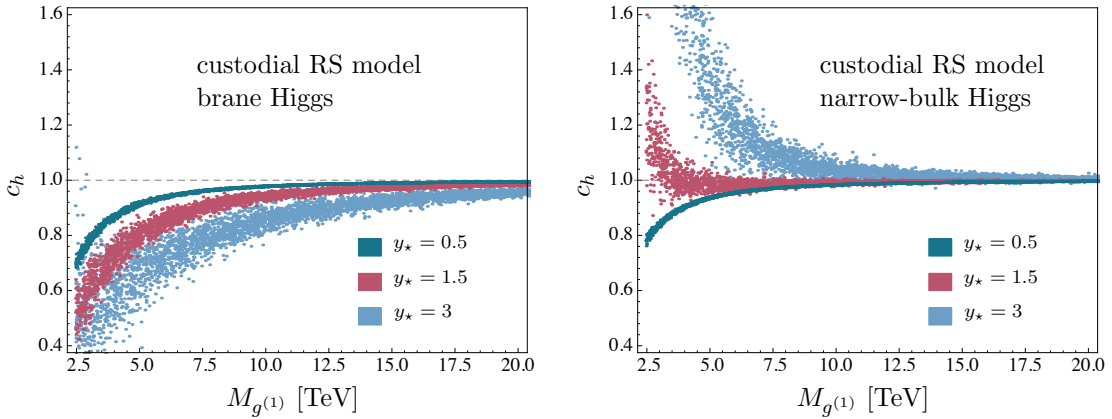 1.6
1.4
1.2
1.0
0.8
0.6
0.4
c_h
custodial RS model
brane Higgs
y⋆ = 0.5
y⋆ = 1.5
y⋆ = 3
2.5 5.0 7.5 10.0 12.5 15.0 17.5 20.0
M_{g^{(1)}} [TeV]
1.6
1.4
1.2
1.0
0.8
0.6
0.4
c_h
custodial RS model
narrow-bulk Higgs
y⋆ = 0.5
y⋆ = 1.5
y⋆ = 3
2.5 5.0 7.5 10.0 12.5 15.0 17.5 20.0
M_{g^{(1)}} [TeV]